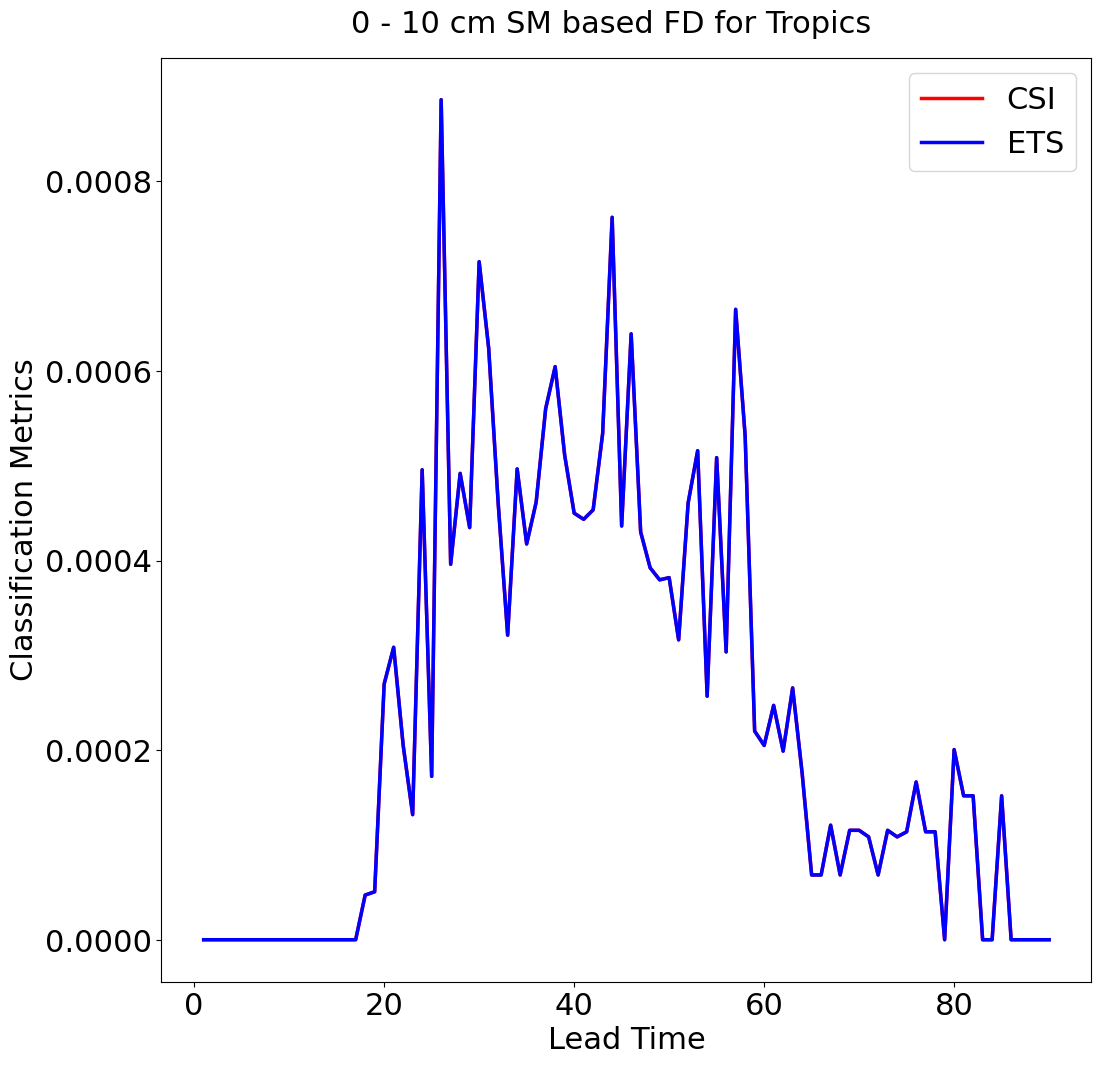 0 - 10 cm SM based FD for Tropics
CSI
ETS
Classification Metrics
0.0008
0.0006
0.0004
0.0002
0.0000
0 20 40 60 80
Lead Time